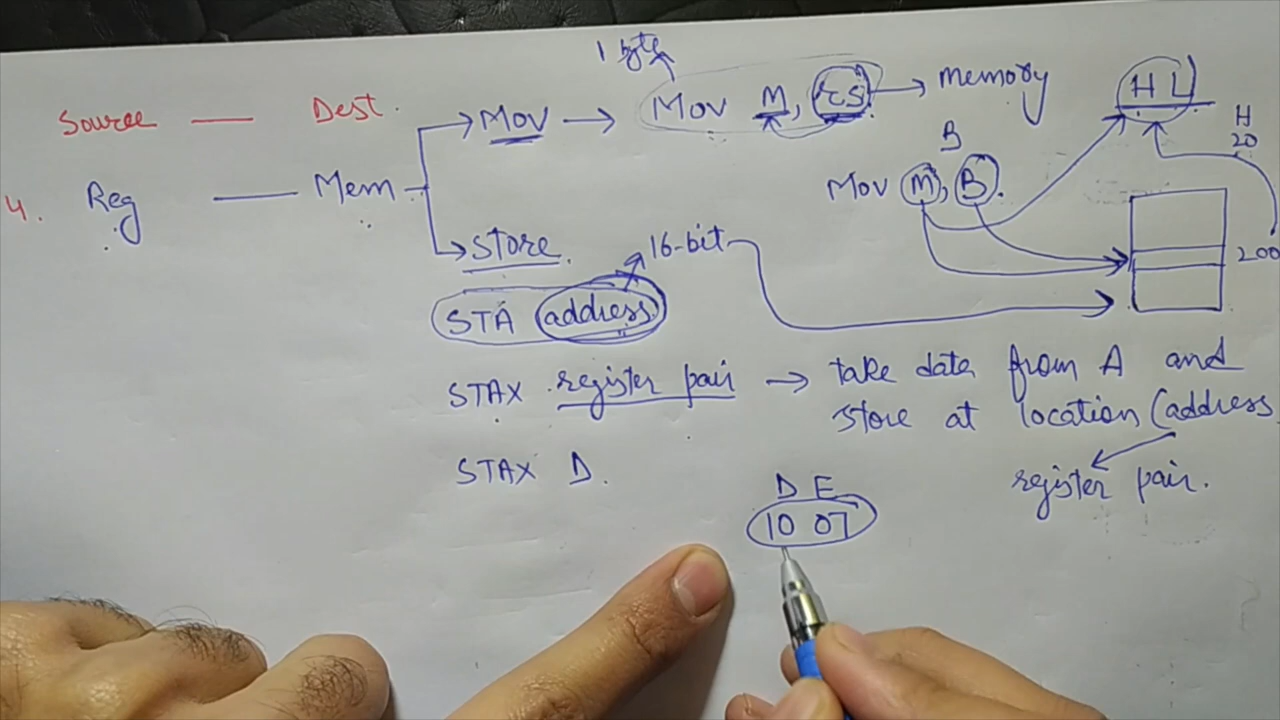 1 byte
Source — Dest.
Mov → Mov M, rs → memory
H L
H
20
B
4. Reg — Mem
Mov M, B.
store.
16-bit
200
STA address
STAX register pair → take data from A and
store at location (address
register pair.
STAX D.
D E
10 07